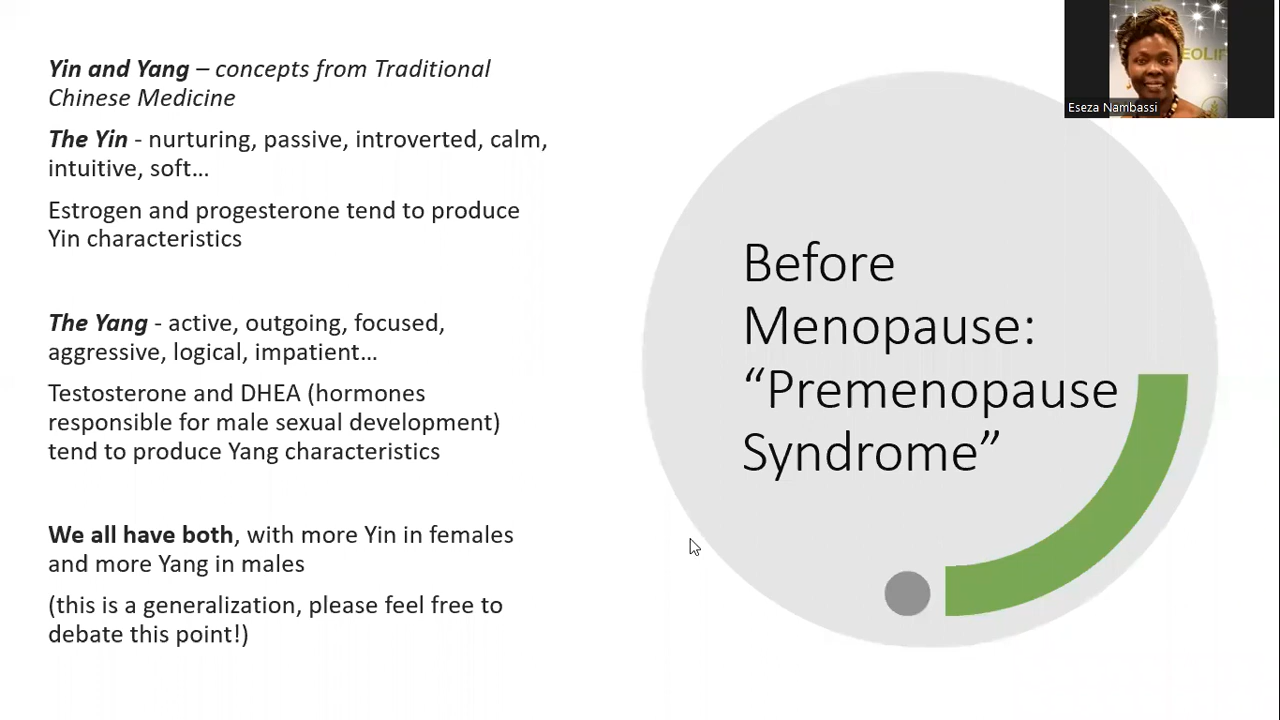 Yin and Yang – concepts from Traditional
Chinese Medicine
The Yin - nurturing, passive, introverted, calm,
intuitive, soft…
Estrogen and progesterone tend to produce
Yin characteristics
The Yang - active, outgoing, focused,
aggressive, logical, impatient…
Testosterone and DHEA (hormones
responsible for male sexual development)
tend to produce Yang characteristics
We all have both, with more Yin in females
and more Yang in males
(this is a generalization, please feel free to
debate this point!)
Before
Menopause:
“Premenopause
Syndrome”
EOLIF
Eseza Nambassi